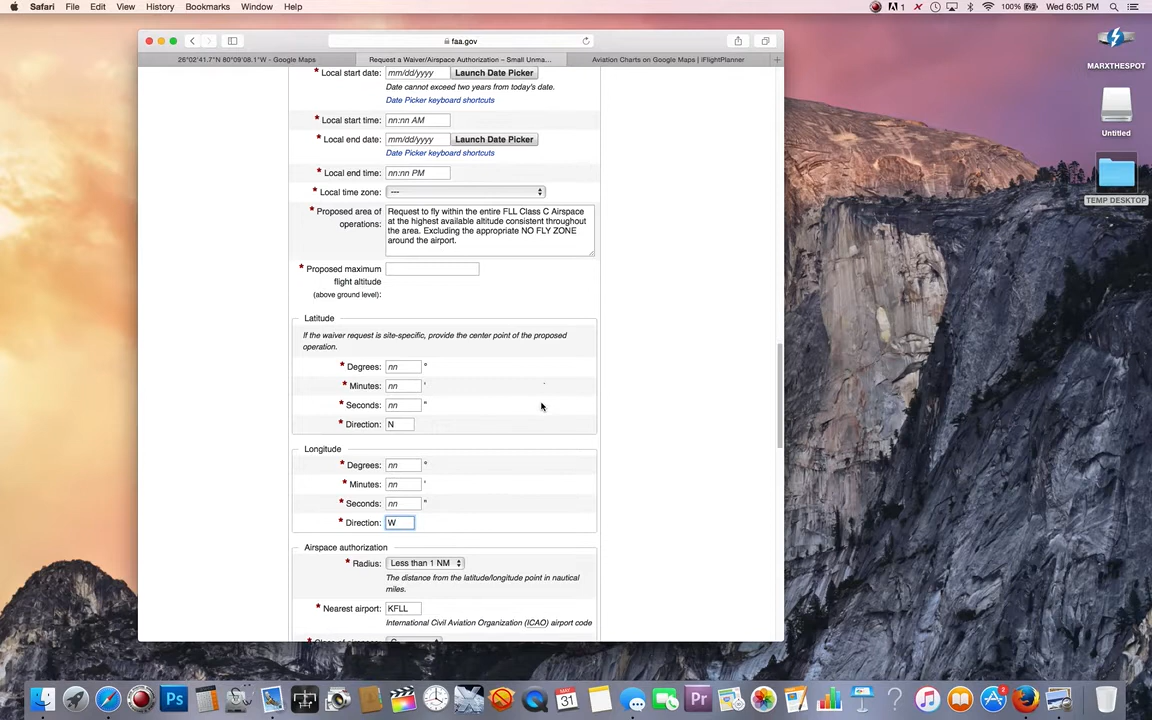 Safari File Edit View History Bookmarks Window Help
1 100% Wed 6:05 PM
faa.gov
26°02'41.7"N 80°09'08.1"W - Google Maps
Request a Waiver/Airspace Authorization – Small Unma...
Aviation Charts on Google Maps | iFlightPlanner
* Local start date: mm/dd/yyyy Launch Date Picker
Date cannot exceed two years from today's date.
Date Picker keyboard shortcuts
* Local start time: nn:nn AM
* Local end date: mm/dd/yyyy Launch Date Picker
Date Picker keyboard shortcuts
* Local end time: nn:nn PM
* Local time zone: ---
* Proposed area of operations:
Request to fly within the entire FLL Class C Airspace
at the highest available altitude consistent throughout
the area. Excluding the appropriate NO FLY ZONE
around the airport.
* Proposed maximum
flight altitude
(above ground level):
Latitude
If the waiver request is site-specific, provide the center point of the proposed
operation.
* Degrees: nn °
* Minutes: nn '
* Seconds: nn "
* Direction: N
Longitude
* Degrees: nn °
* Minutes: nn '
* Seconds: nn "
* Direction: W
Airspace authorization
* Radius: Less than 1 NM
The distance from the latitude/longitude point in nautical
miles.
* Nearest airport: KFLL
International Civil Aviation Organization (ICAO) airport code
MARXTHESPOT
Untitled
TEMP DESKTOP
Ps
Pr
31
2